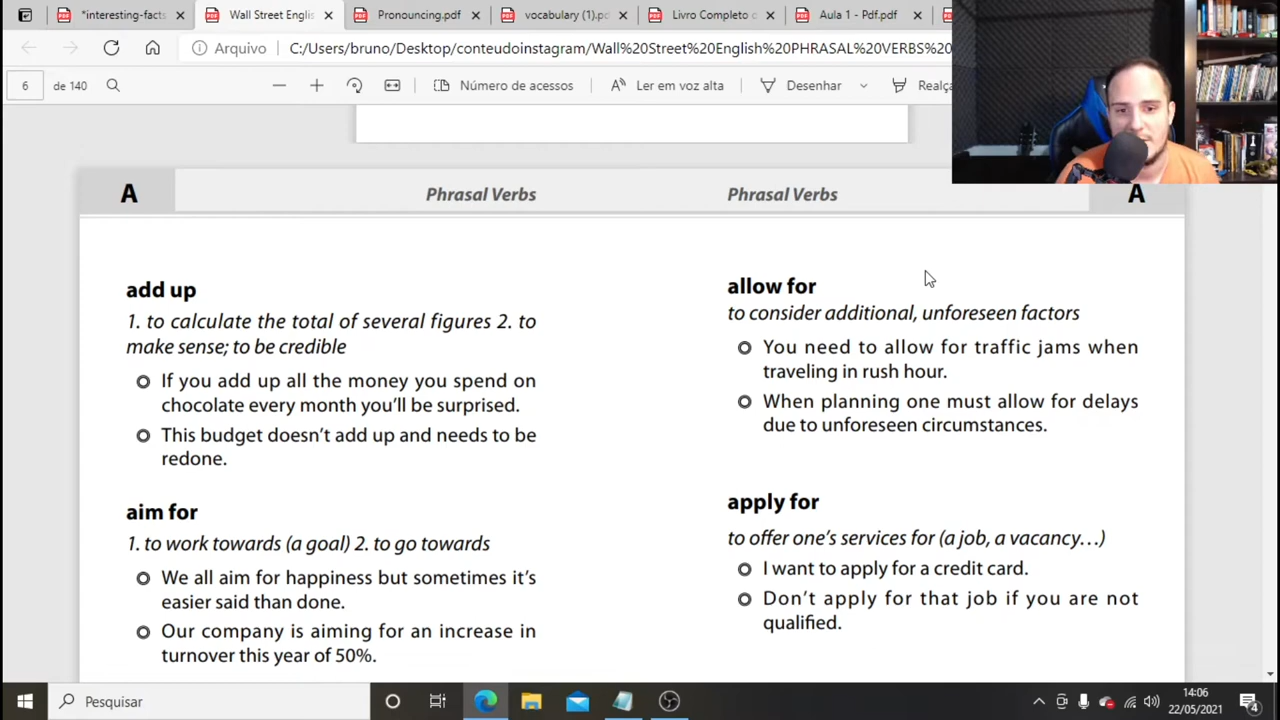 *interesting-facts
Wall Street Englis
Pronouncing.pdf
vocabulary (1).pd
Livro Completo
Aula 1 - Pdf.pdf
Arquivo
C:/Users/bruno/Desktop/conteudoinstagram/Wall%20Street%20English%20PHRASAL%20VERBS%20
6
de 140
Número de acessos
Ler em voz alta
Desenhar
Realça
A
Phrasal Verbs
Phrasal Verbs
A
add up
1. to calculate the total of several figures 2. to
make sense; to be credible
If you add up all the money you spend on
chocolate every month you'll be surprised.
This budget doesn't add up and needs to be
redone.
aim for
1. to work towards (a goal) 2. to go towards
We all aim for happiness but sometimes it's
easier said than done.
Our company is aiming for an increase in
turnover this year of 50%.
allow for
to consider additional, unforeseen factors
You need to allow for traffic jams when
traveling in rush hour.
When planning one must allow for delays
due to unforeseen circumstances.
apply for
to offer one's services for (a job, a vacancy…)
I want to apply for a credit card.
Don't apply for that job if you are not
qualified.
Pesquisar
14:06
22/05/2021
4